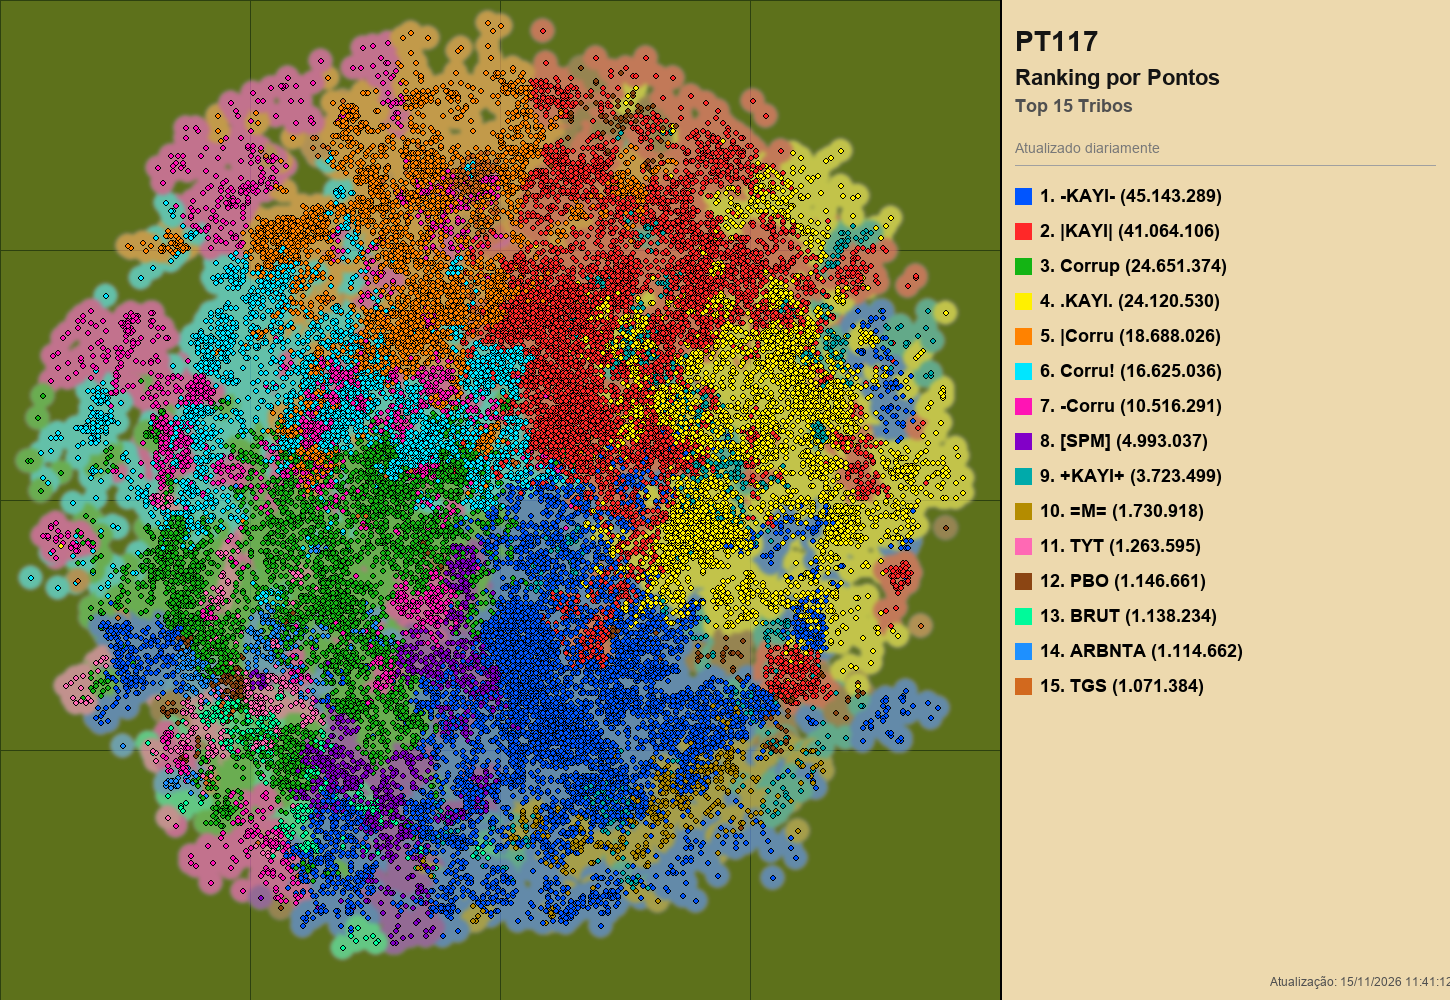 PT117
Ranking por Pontos
Top 15 Tribos
Atualizado diariamente
1. -KAYI- (45.143.289)
2. |KAYI| (41.064.106)
3. Corrup (24.651.374)
4. .KAYI. (24.120.530)
5. |Corru (18.688.026)
6. Corru! (16.625.036)
7. -Corru (10.516.291)
8. [SPM] (4.993.037)
9. +KAYI+ (3.723.499)
10. =M= (1.730.918)
11. TYT (1.263.595)
12. PBO (1.146.661)
13. BRUT (1.138.234)
14. ARBNTA (1.114.662)
15. TGS (1.071.384)
Atualização: 15/11/2026 11:41:12